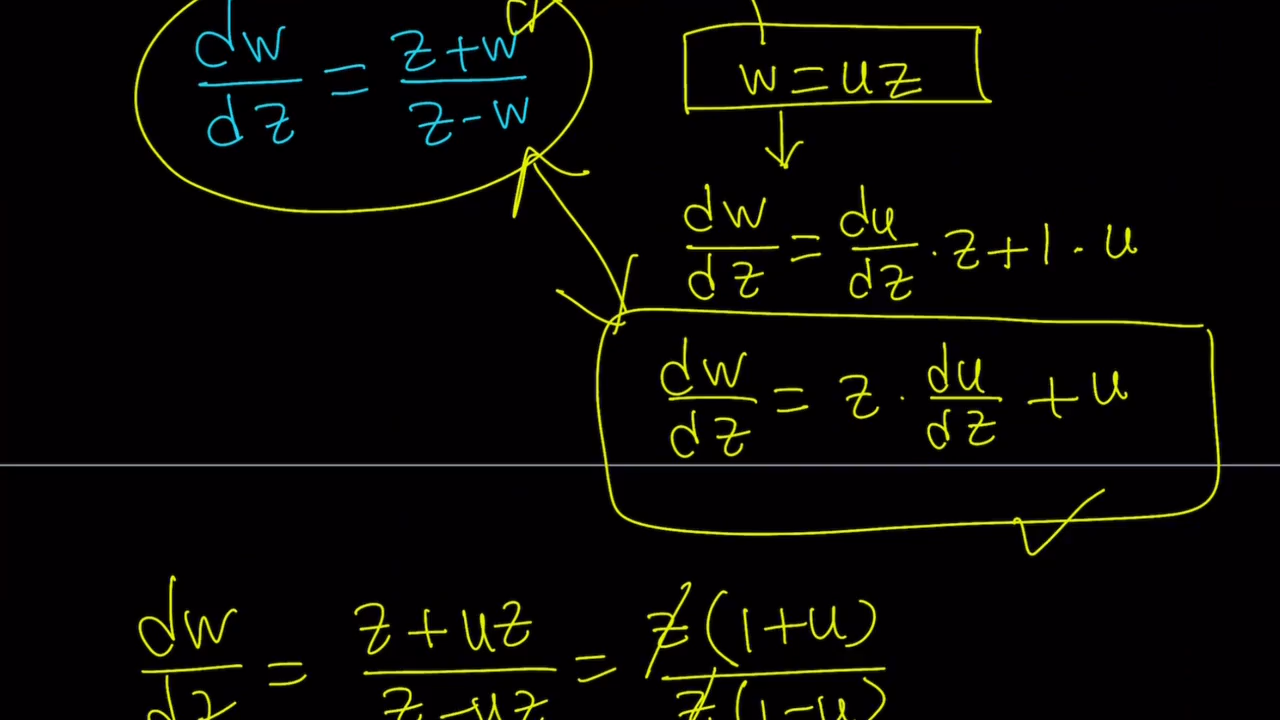 dw/dz = (z+w)/(z-w)
w = uz
dw/dz = du/dz · z + 1 · u
dw/dz = z · du/dz + u
dw/dz = (z+uz)/(z-uz) = z(1+u)/z(1-u)